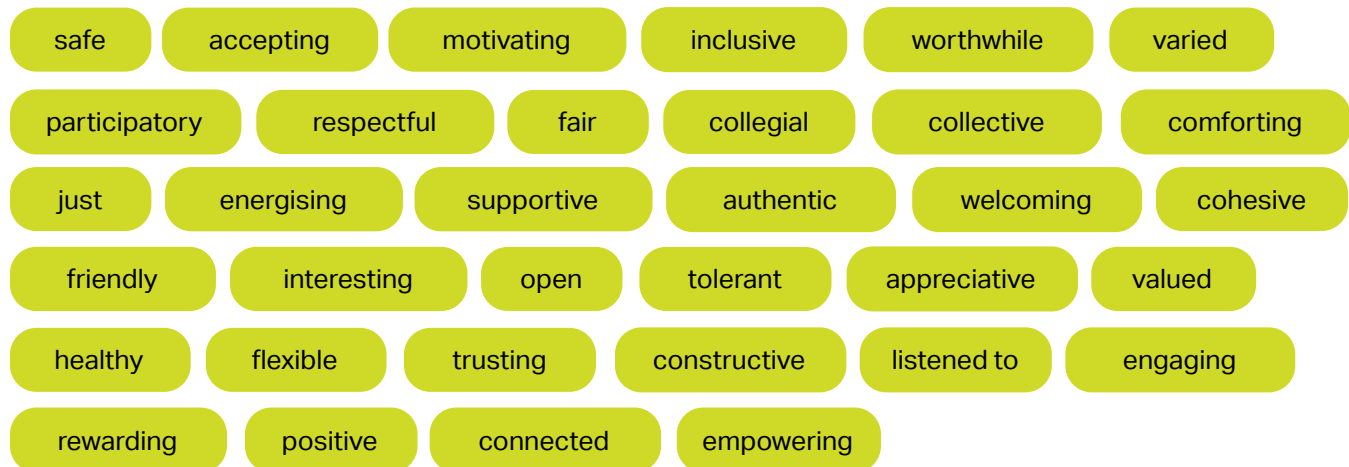 safe accepting motivating inclusive worthwhile varied
participatory respectful fair collegial collective comforting
just energising supportive authentic welcoming cohesive
friendly interesting open tolerant appreciative valued
healthy flexible trusting constructive listened to engaging
rewarding positive connected empowering